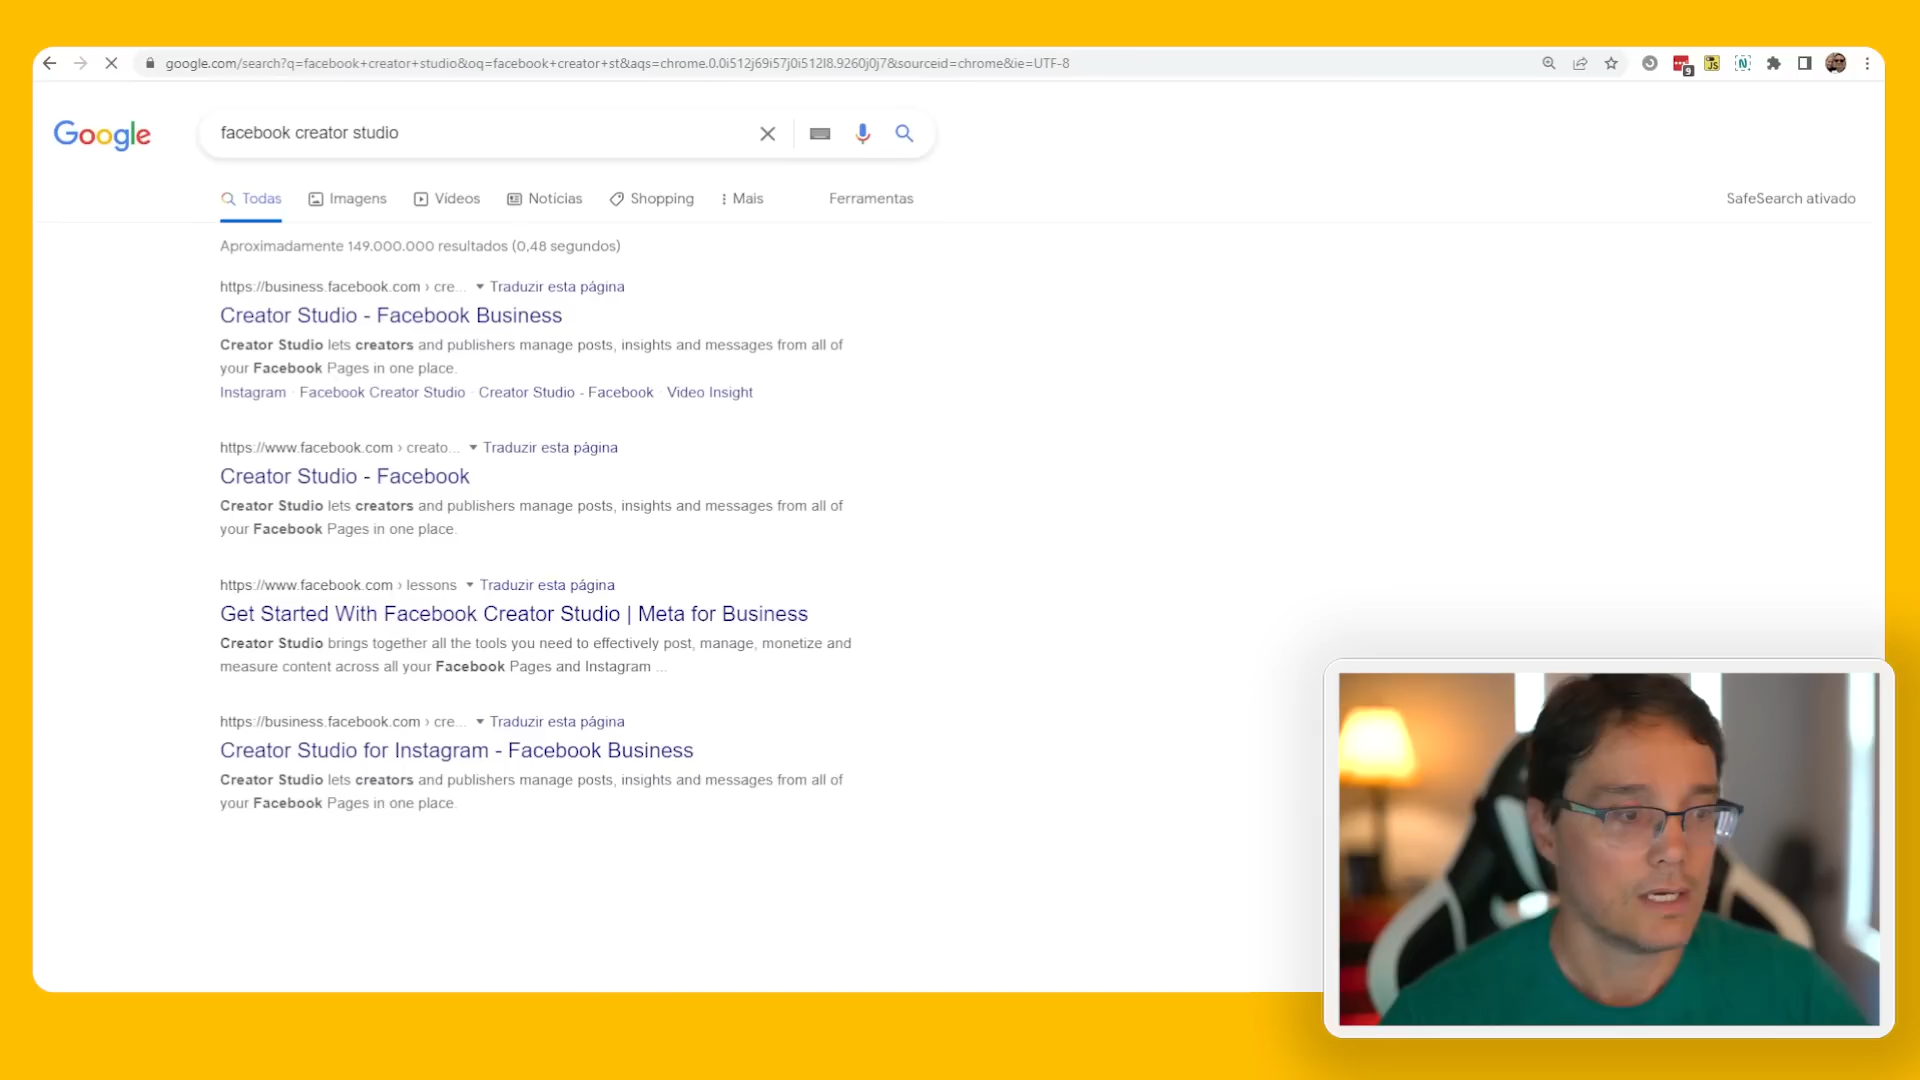 google.com/search?q=facebook+creator+studio&oq=facebook+creator+st&aqs=chrome.0.0i512j69i57j0i512l8.9260j0j7&sourceid=chrome&ie=UTF-8
9
JS
N
Google
facebook creator studio
Todas
Imagens
Vídeos
Notícias
Shopping
Mais
Ferramentas
SafeSearch ativado
Aproximadamente 149.000.000 resultados (0,48 segundos)
https://business.facebook.com › cre... Traduzir esta página
Creator Studio - Facebook Business
Creator Studio lets creators and publishers manage posts, insights and messages from all of
your Facebook Pages in one place.
Instagram · Facebook Creator Studio · Creator Studio - Facebook · Video Insight
https://www.facebook.com › creato... Traduzir esta página
Creator Studio - Facebook
Creator Studio lets creators and publishers manage posts, insights and messages from all of
your Facebook Pages in one place.
https://www.facebook.com › lessons Traduzir esta página
Get Started With Facebook Creator Studio | Meta for Business
Creator Studio brings together all the tools you need to effectively post, manage, monetize and
measure content across all your Facebook Pages and Instagram ...
https://business.facebook.com › cre... Traduzir esta página
Creator Studio for Instagram - Facebook Business
Creator Studio lets creators and publishers manage posts, insights and messages from all of
your Facebook Pages in one place.